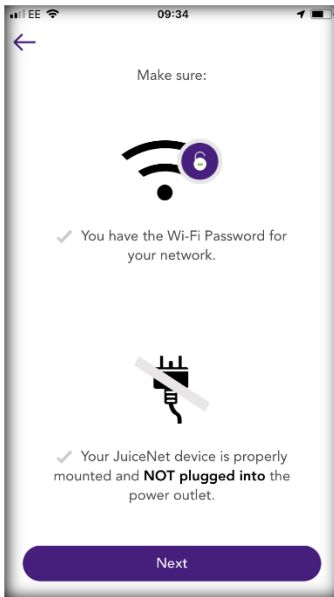 EE 09:34
Make sure:
You have the Wi-Fi Password for
your network.
Your JuiceNet device is properly
mounted and NOT plugged into the
power outlet.
Next